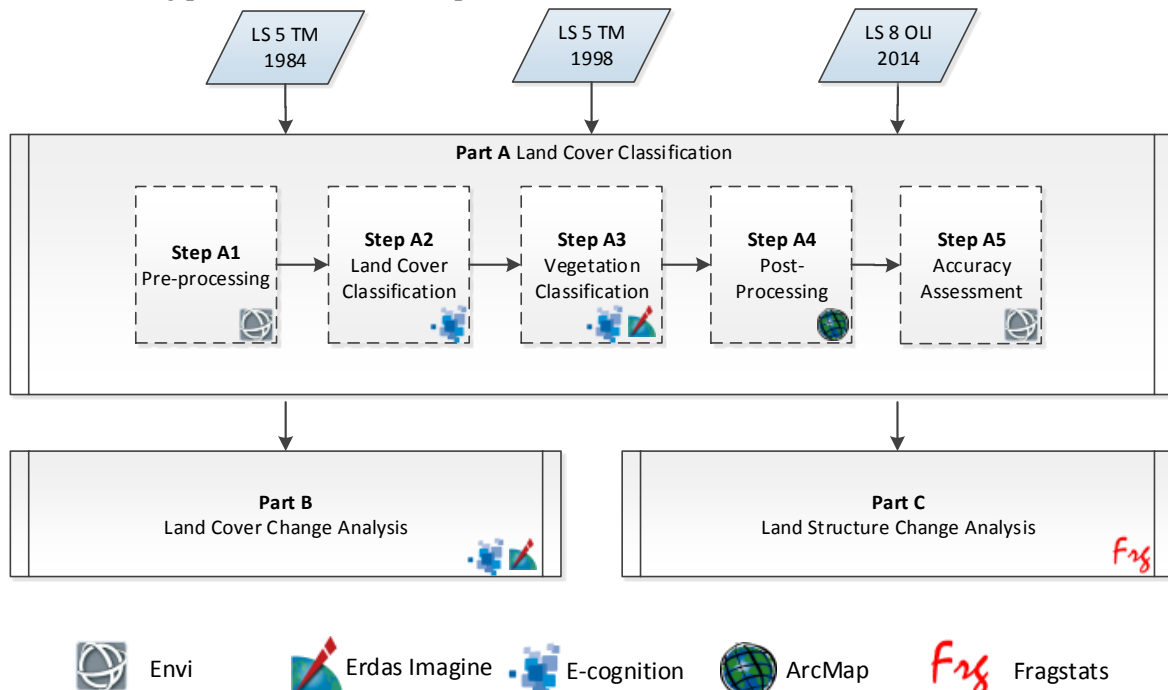 LS 5 TM
1984
LS 5 TM
1998
LS 8 OLI
2014
Part A Land Cover Classification
Step A1
Pre-processing
Step A2
Land Cover
Classification
Step A3
Vegetation
Classification
Step A4
Post-
Processing
Step A5
Accuracy
Assessment
Part B
Land Cover Change Analysis
Part C
Land Structure Change Analysis
Frg
Envi
Erdas Imagine
E-cognition
ArcMap
Frg
Fragstats